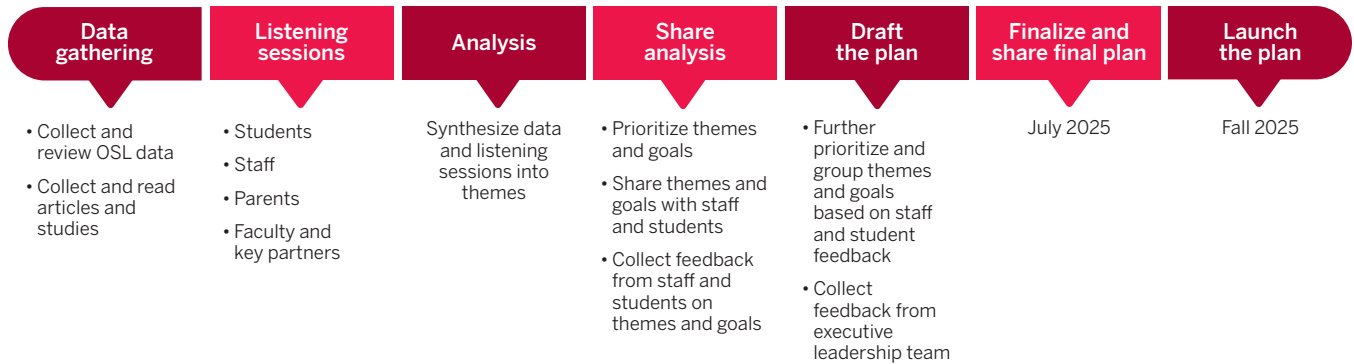 Data
gathering
• Collect and
review OSL data
• Collect and read
articles and
studies
Listening
sessions
• Students
• Staff
• Parents
• Faculty and
key partners
Analysis
Synthesize data
and listening
sessions into
themes
Share
analysis
• Prioritize themes
and goals
• Share themes and
goals with staff
and students
• Collect feedback
from staff and
students on
themes and goals
Draft
the plan
• Further
prioritize and
group themes
and goals
based on staff
and student
feedback
• Collect
feedback from
executive
leadership team
Finalize and
share final plan
July 2025
Launch
the plan
Fall 2025